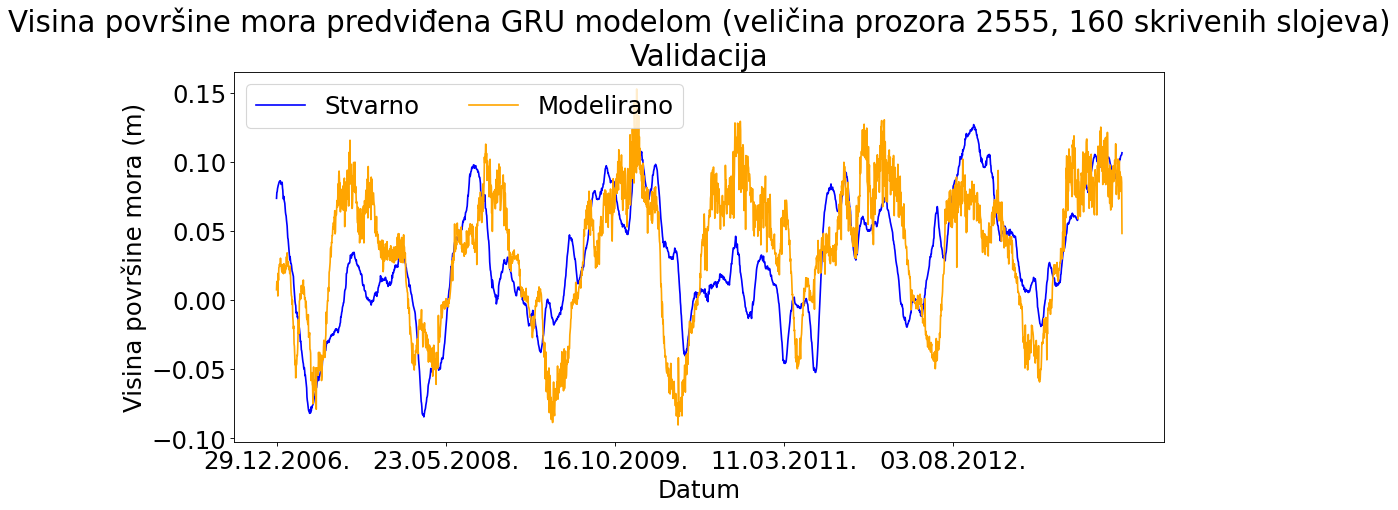 Visina površine mora predviđena GRU modelom (veličina prozora 2555, 160 skrivenih slojeva)
Validacija
Stvarno Modelirano
Visina površine mora (m)
0.15
0.10
0.05
0.00
−0.05
−0.10
29.12.2006. 23.05.2008. 16.10.2009. 11.03.2011. 03.08.2012.
Datum